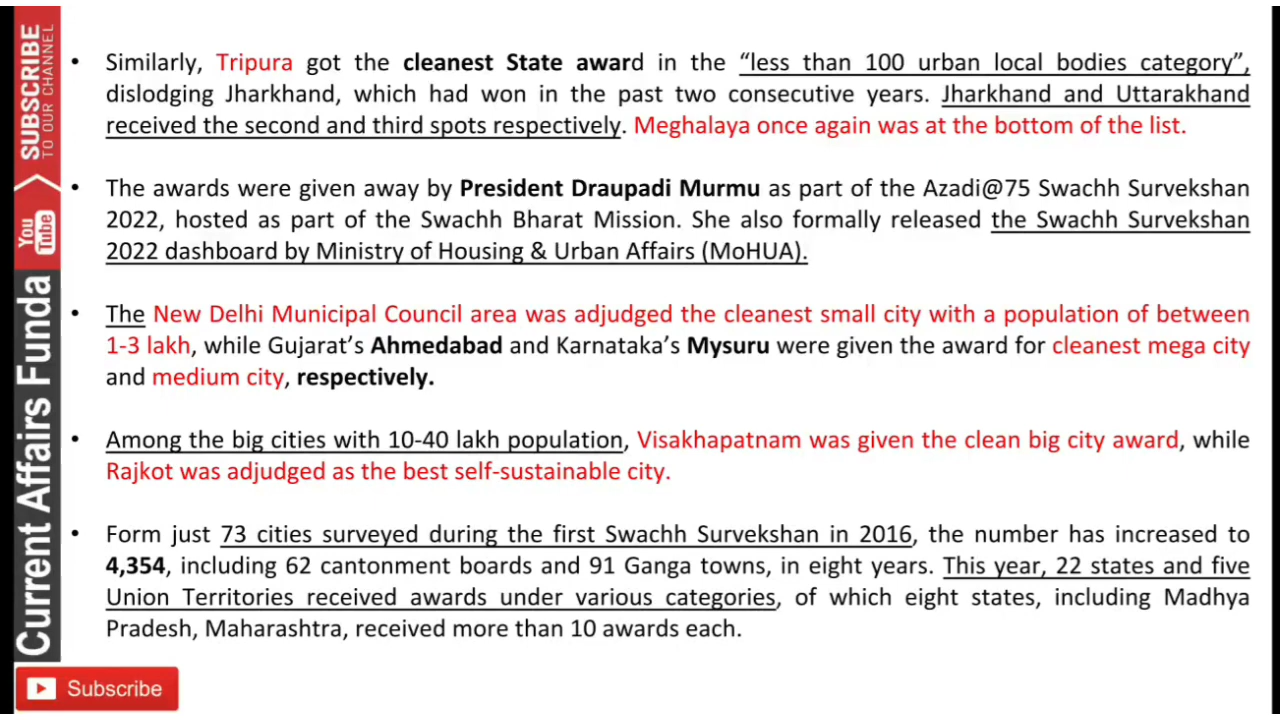 SUBSCRIBE
TO OUR CHANNEL
You
Tube
Current Affairs Funda
• Similarly, Tripura got the cleanest State award in the “less than 100 urban local bodies category”,
dislodging Jharkhand, which had won in the past two consecutive years. Jharkhand and Uttarakhand
received the second and third spots respectively. Meghalaya once again was at the bottom of the list.
• The awards were given away by President Draupadi Murmu as part of the Azadi@75 Swachh Survekshan
2022, hosted as part of the Swachh Bharat Mission. She also formally released the Swachh Survekshan
2022 dashboard by Ministry of Housing & Urban Affairs (MoHUA).
• The New Delhi Municipal Council area was adjudged the cleanest small city with a population of between
1-3 lakh, while Gujarat’s Ahmedabad and Karnataka’s Mysuru were given the award for cleanest mega city
and medium city, respectively.
• Among the big cities with 10-40 lakh population, Visakhapatnam was given the clean big city award, while
Rajkot was adjudged as the best self-sustainable city.
• Form just 73 cities surveyed during the first Swachh Survekshan in 2016, the number has increased to
4,354, including 62 cantonment boards and 91 Ganga towns, in eight years. This year, 22 states and five
Union Territories received awards under various categories, of which eight states, including Madhya
Pradesh, Maharashtra, received more than 10 awards each.
Subscribe